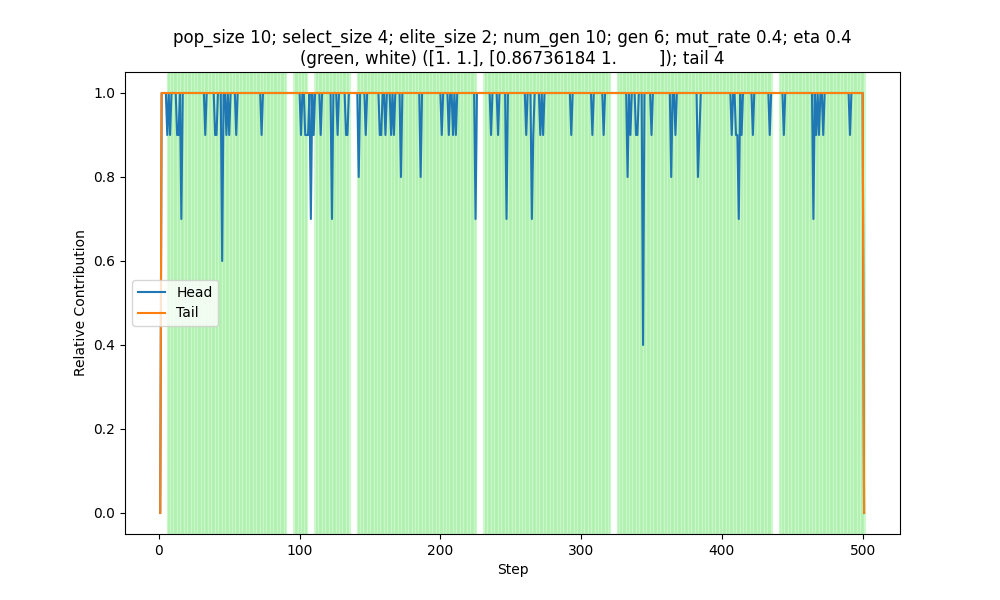 pop_size 10; select_size 4; elite_size 2; num_gen 10; gen 6; mut_rate 0.4; eta 0.4
(green, white) ([1. 1.], [0.86736184 1.         ]); tail 4
1.0
0.8
0.6
0.4
0.2
0.0
Relative Contribution
Head
Tail
0
100
200
300
400
500
Step